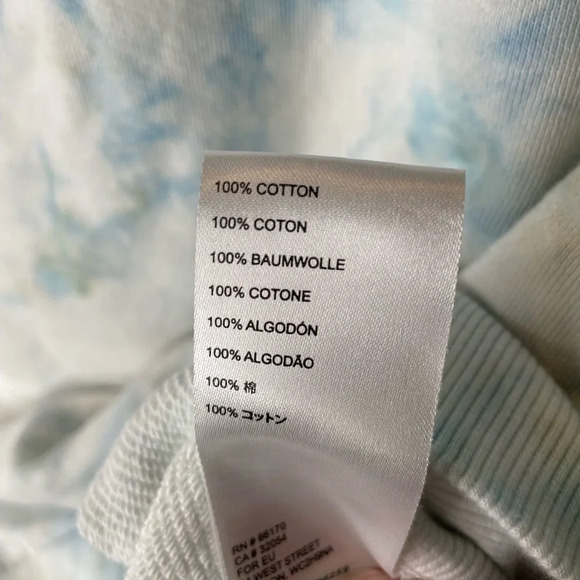 100% COTTON
100% COTON
100% BAUMWOLLE
100% COTONE
100% ALGODÓN
100% ALGODÃO
100% 棉
100% コットン
RN # 66170
CA # 32054
FOR EU
WEST STREET
WC2H9NA